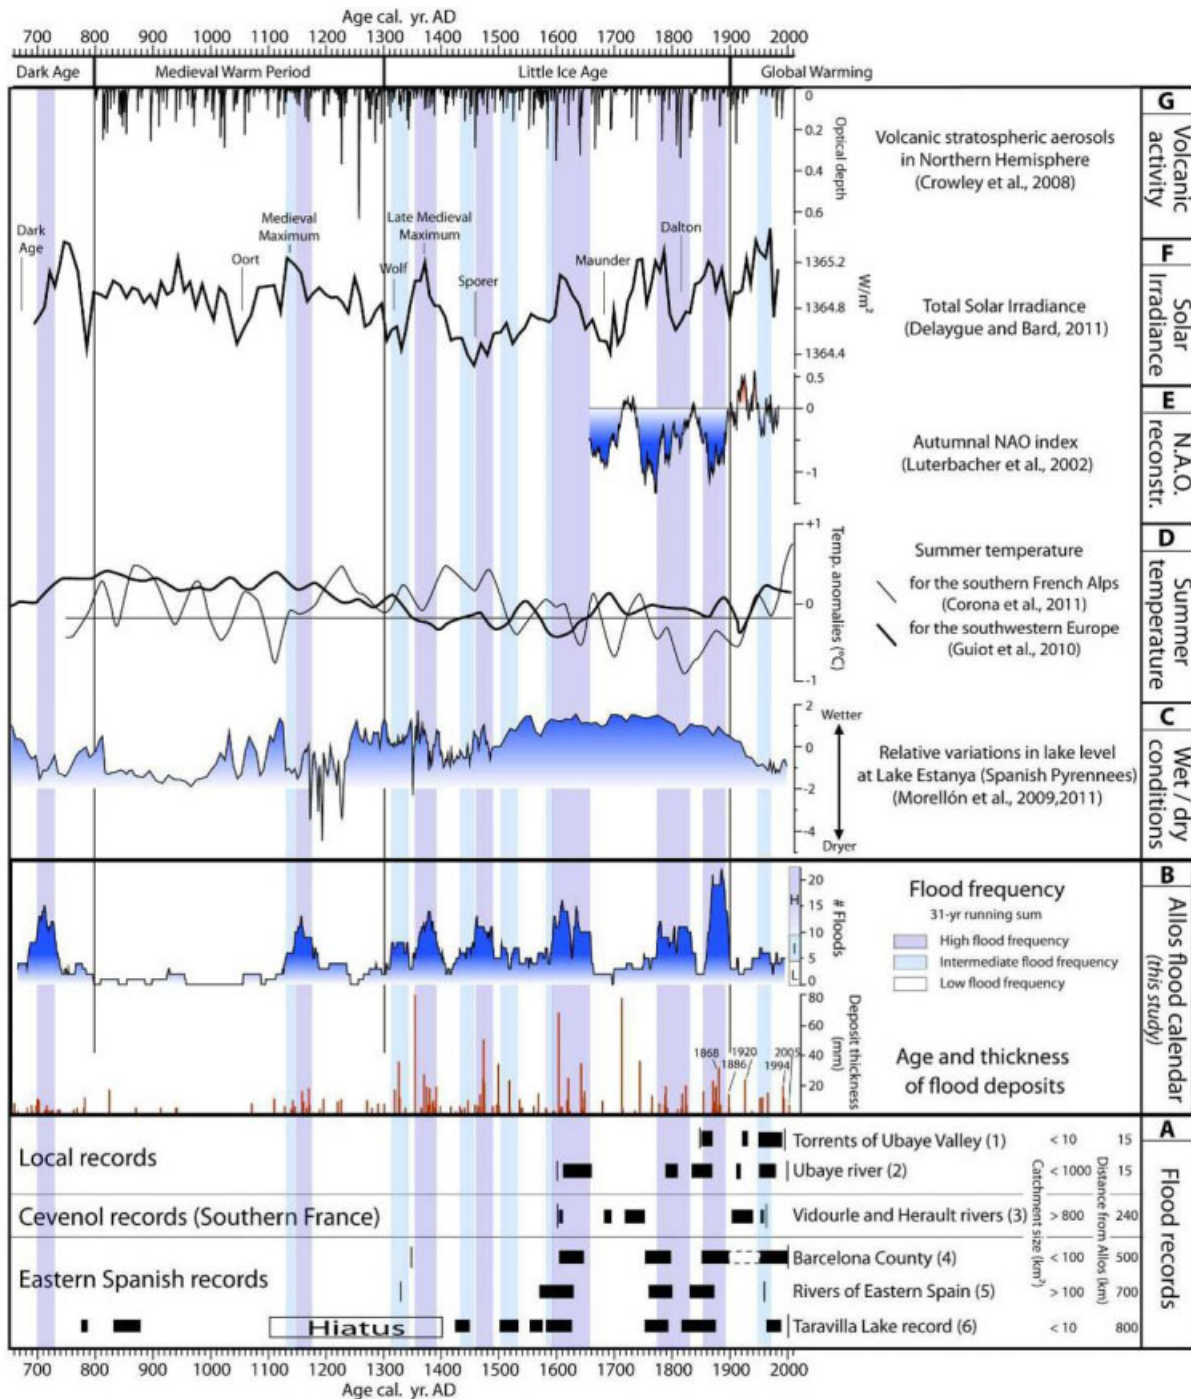 Age cal. yr. AD
700 800 900 1000 1100 1200 1300 1400 1500 1600 1700 1800 1900 2000
Dark Age Medieval Warm Period Little Ice Age Global Warming
0
0.2
0.4
0.6
Optical depth
Volcanic stratospheric aerosols
in Northern Hemisphere
(Crowley et al., 2008)
G
Volcanic
activity
Dark
Age
Oort
Medieval
Maximum
Wolf
Late Medieval
Maximum
Sporer
Maunder
Dalton
1365.2
1364.8
1364.4
W/m²
Total Solar Irradiance
(Delaygue and Bard, 2011)
F
Solar
Irradiance
0.5
0
-1
Autumnal NAO index
(Luterbacher et al., 2002)
E
N.A.O.
reconstr.
+1
0
-1
Temp. anomalies (°C)
Summer temperature
for the southern French Alps
(Corona et al., 2011)
for the southwestern Europe
(Guiot et al., 2010)
D
Summer
temperature
2
0
-2
-4
Wetter
Dryer
Relative variations in lake level
at Lake Estanya (Spanish Pyrennees)
(Morellón et al., 2009,2011)
C
Wet / dry
conditions
20
15
10
5
0
H
I
L
# Floods
Flood frequency
31-yr running sum
High flood frequency
Intermediate flood frequency
Low flood frequency
B
Allos flood calendar
(this study)
80
60
40
20
Deposit thickness
(mm)
1868
1886
1920
1994
2005
Age and thickness
of flood deposits
A
Flood records
Local records
Torrents of Ubaye Valley (1) < 10 15
Ubaye river (2) < 1000 15
Cevenol records (Southern France)
Vidourle and Herault rivers (3) > 800 240
Eastern Spanish records
Barcelona County (4) < 100 500
Rivers of Eastern Spain (5) > 100 700
Hiatus
Taravilla Lake record (6) < 10 800
Catchment size (km²)
Distance from Allos (km)
700 800 900 1000 1100 1200 1300 1400 1500 1600 1700 1800 1900 2000
Age cal. yr. AD